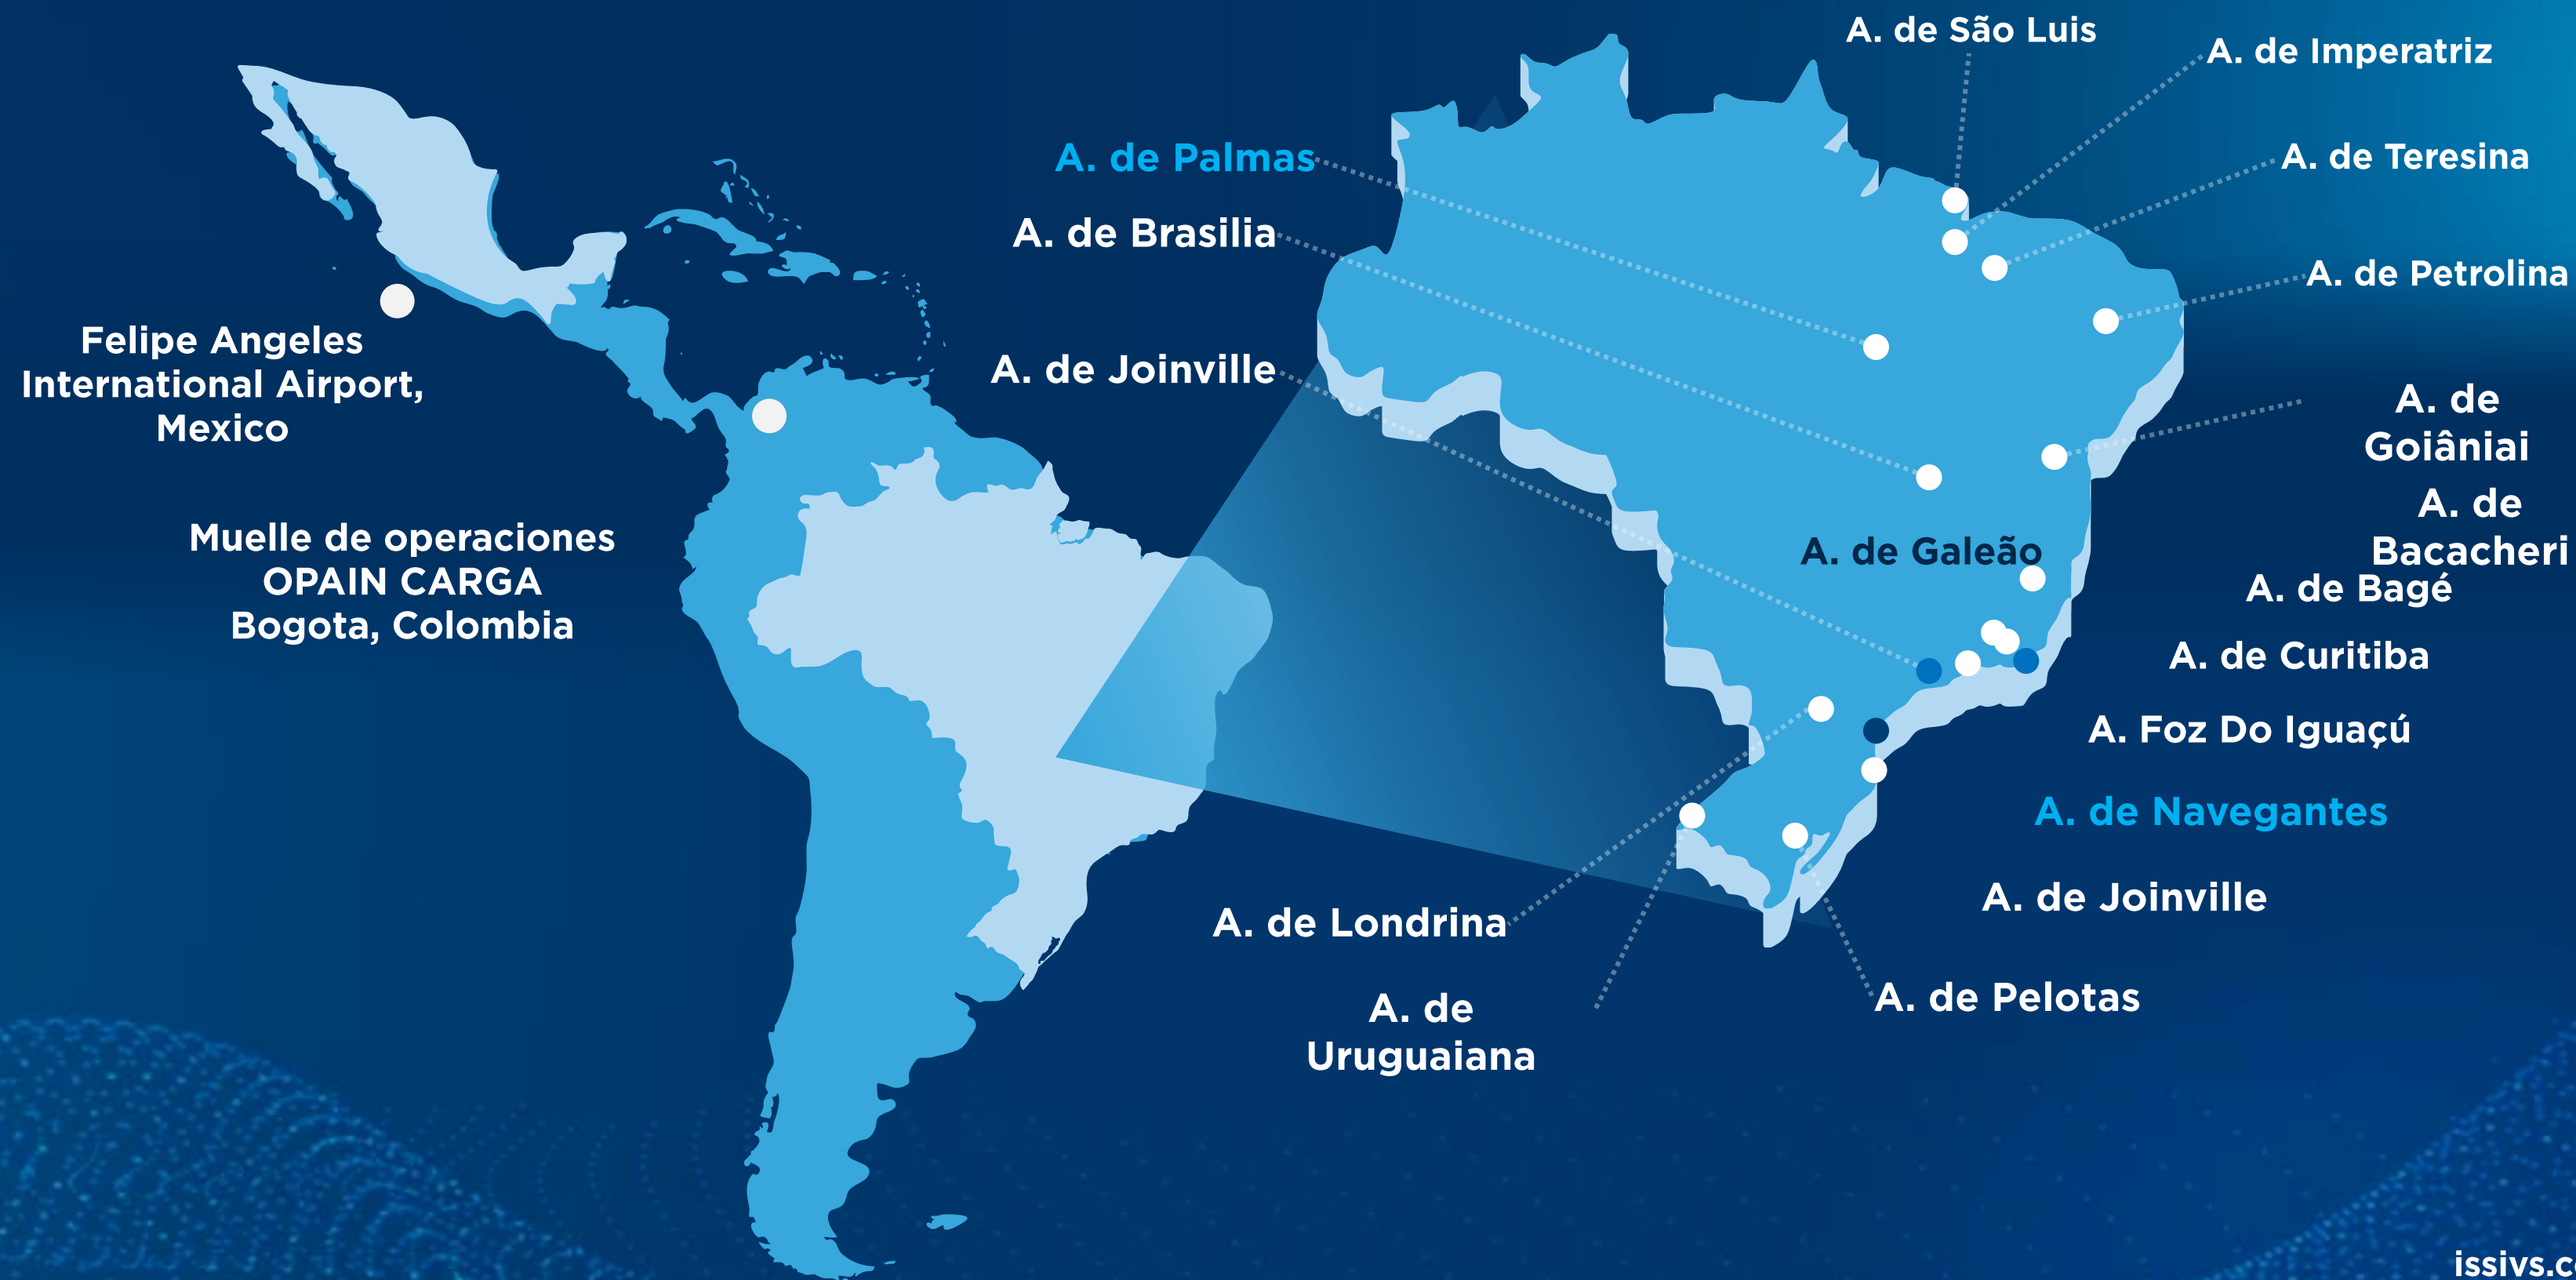 A. de São Luis
A. de Imperatriz
A. de Palmas
A. de Teresina
A. de Brasilia
A. de Petrolina
Felipe Angeles
International Airport,
Mexico
A. de Joinville
A. de
Goiâniai
Muelle de operaciones
OPAIN CARGA
Bogota, Colombia
A. de Galeão
A. de
Bacacheri
A. de Bagé
A. de Curitiba
A. Foz Do Iguaçú
A. de Navegantes
A. de Joinville
A. de Londrina
A. de Pelotas
A. de
Uruguaiana
issivs.c